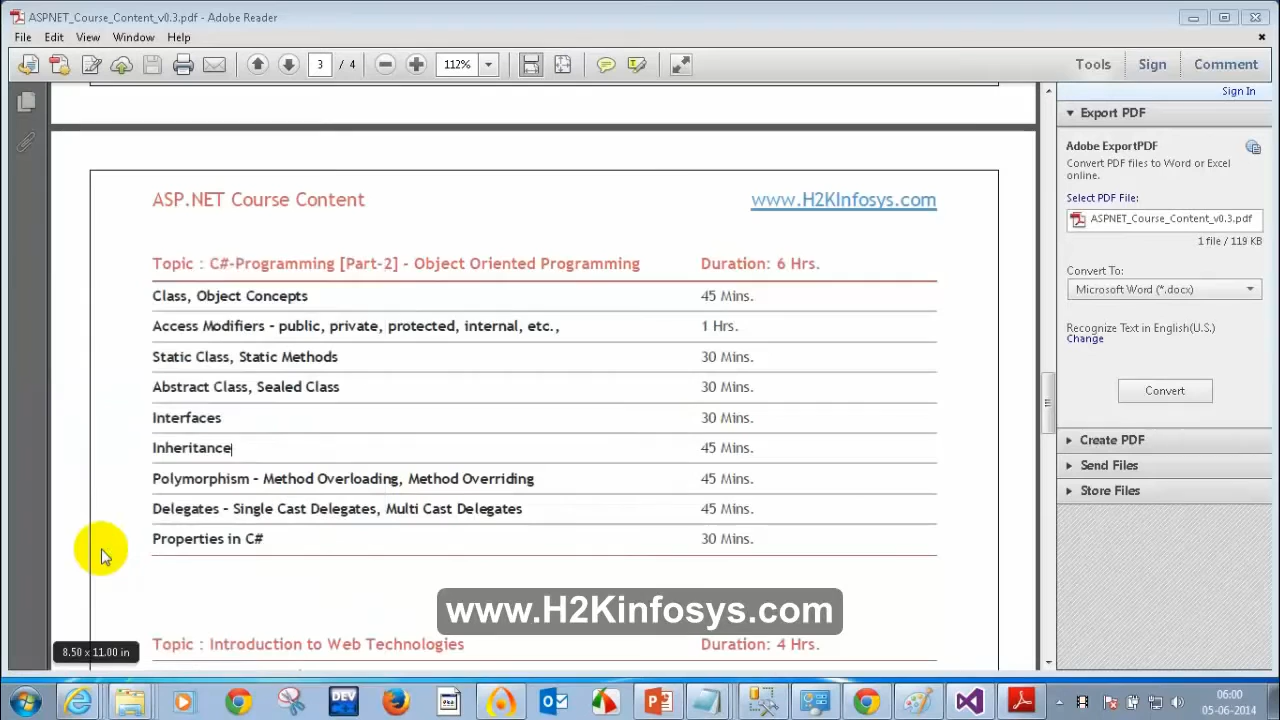 ASPNET_Course_Content_v0.3.pdf - Adobe Reader
File Edit View Window Help
3 / 4 112% Tools Sign Comment
Sign In
Export PDF
Adobe ExportPDF
Convert PDF files to Word or Excel online.
Select PDF File:
ASPNET_Course_Content_v0.3.pdf
1 file / 119 KB
Convert To:
Microsoft Word (*.docx)
Recognize Text in English(U.S.)
Change
Convert
Create PDF
Send Files
Store Files
ASP.NET Course Content www.H2KInfosys.com
Topic : C#-Programming [Part-2] - Object Oriented Programming Duration: 6 Hrs.
Class, Object Concepts 45 Mins.
Access Modifiers - public, private, protected, internal, etc., 1 Hrs.
Static Class, Static Methods 30 Mins.
Abstract Class, Sealed Class 30 Mins.
Interfaces 30 Mins.
Inheritance 45 Mins.
Polymorphism - Method Overloading, Method Overriding 45 Mins.
Delegates - Single Cast Delegates, Multi Cast Delegates 45 Mins.
Properties in C# 30 Mins.
www.H2Kinfosys.com
8.50 x 11.00 in
Topic : Introduction to Web Technologies Duration: 4 Hrs.
DEV
06:00
05-06-2014